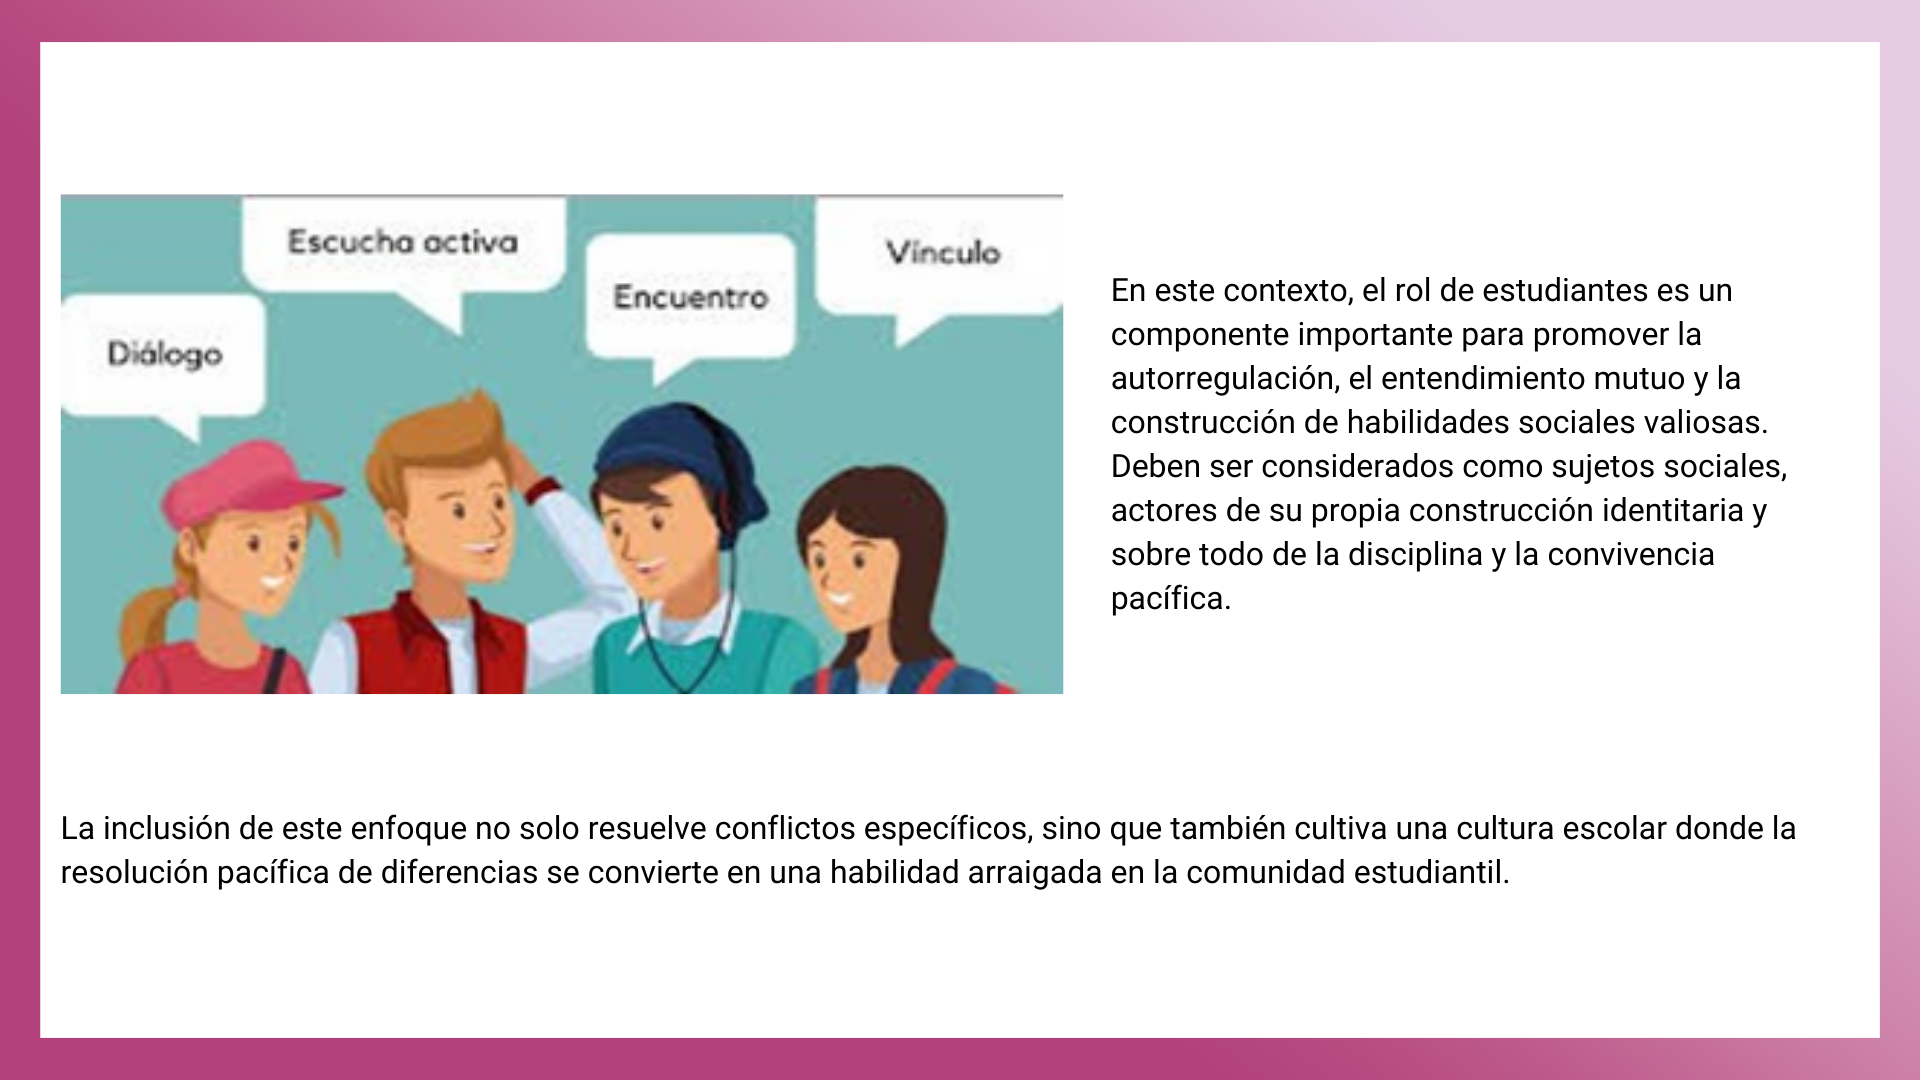 Escucha activa
Vínculo
Encuentro
Diálogo
En este contexto, el rol de estudiantes es un
componente importante para promover la
autorregulación, el entendimiento mutuo y la
construcción de habilidades sociales valiosas.
Deben ser considerados como sujetos sociales,
actores de su propia construcción identitaria y
sobre todo de la disciplina y la convivencia
pacífica.
La inclusión de este enfoque no solo resuelve conflictos específicos, sino que también cultiva una cultura escolar donde la
resolución pacífica de diferencias se convierte en una habilidad arraigada en la comunidad estudiantil.